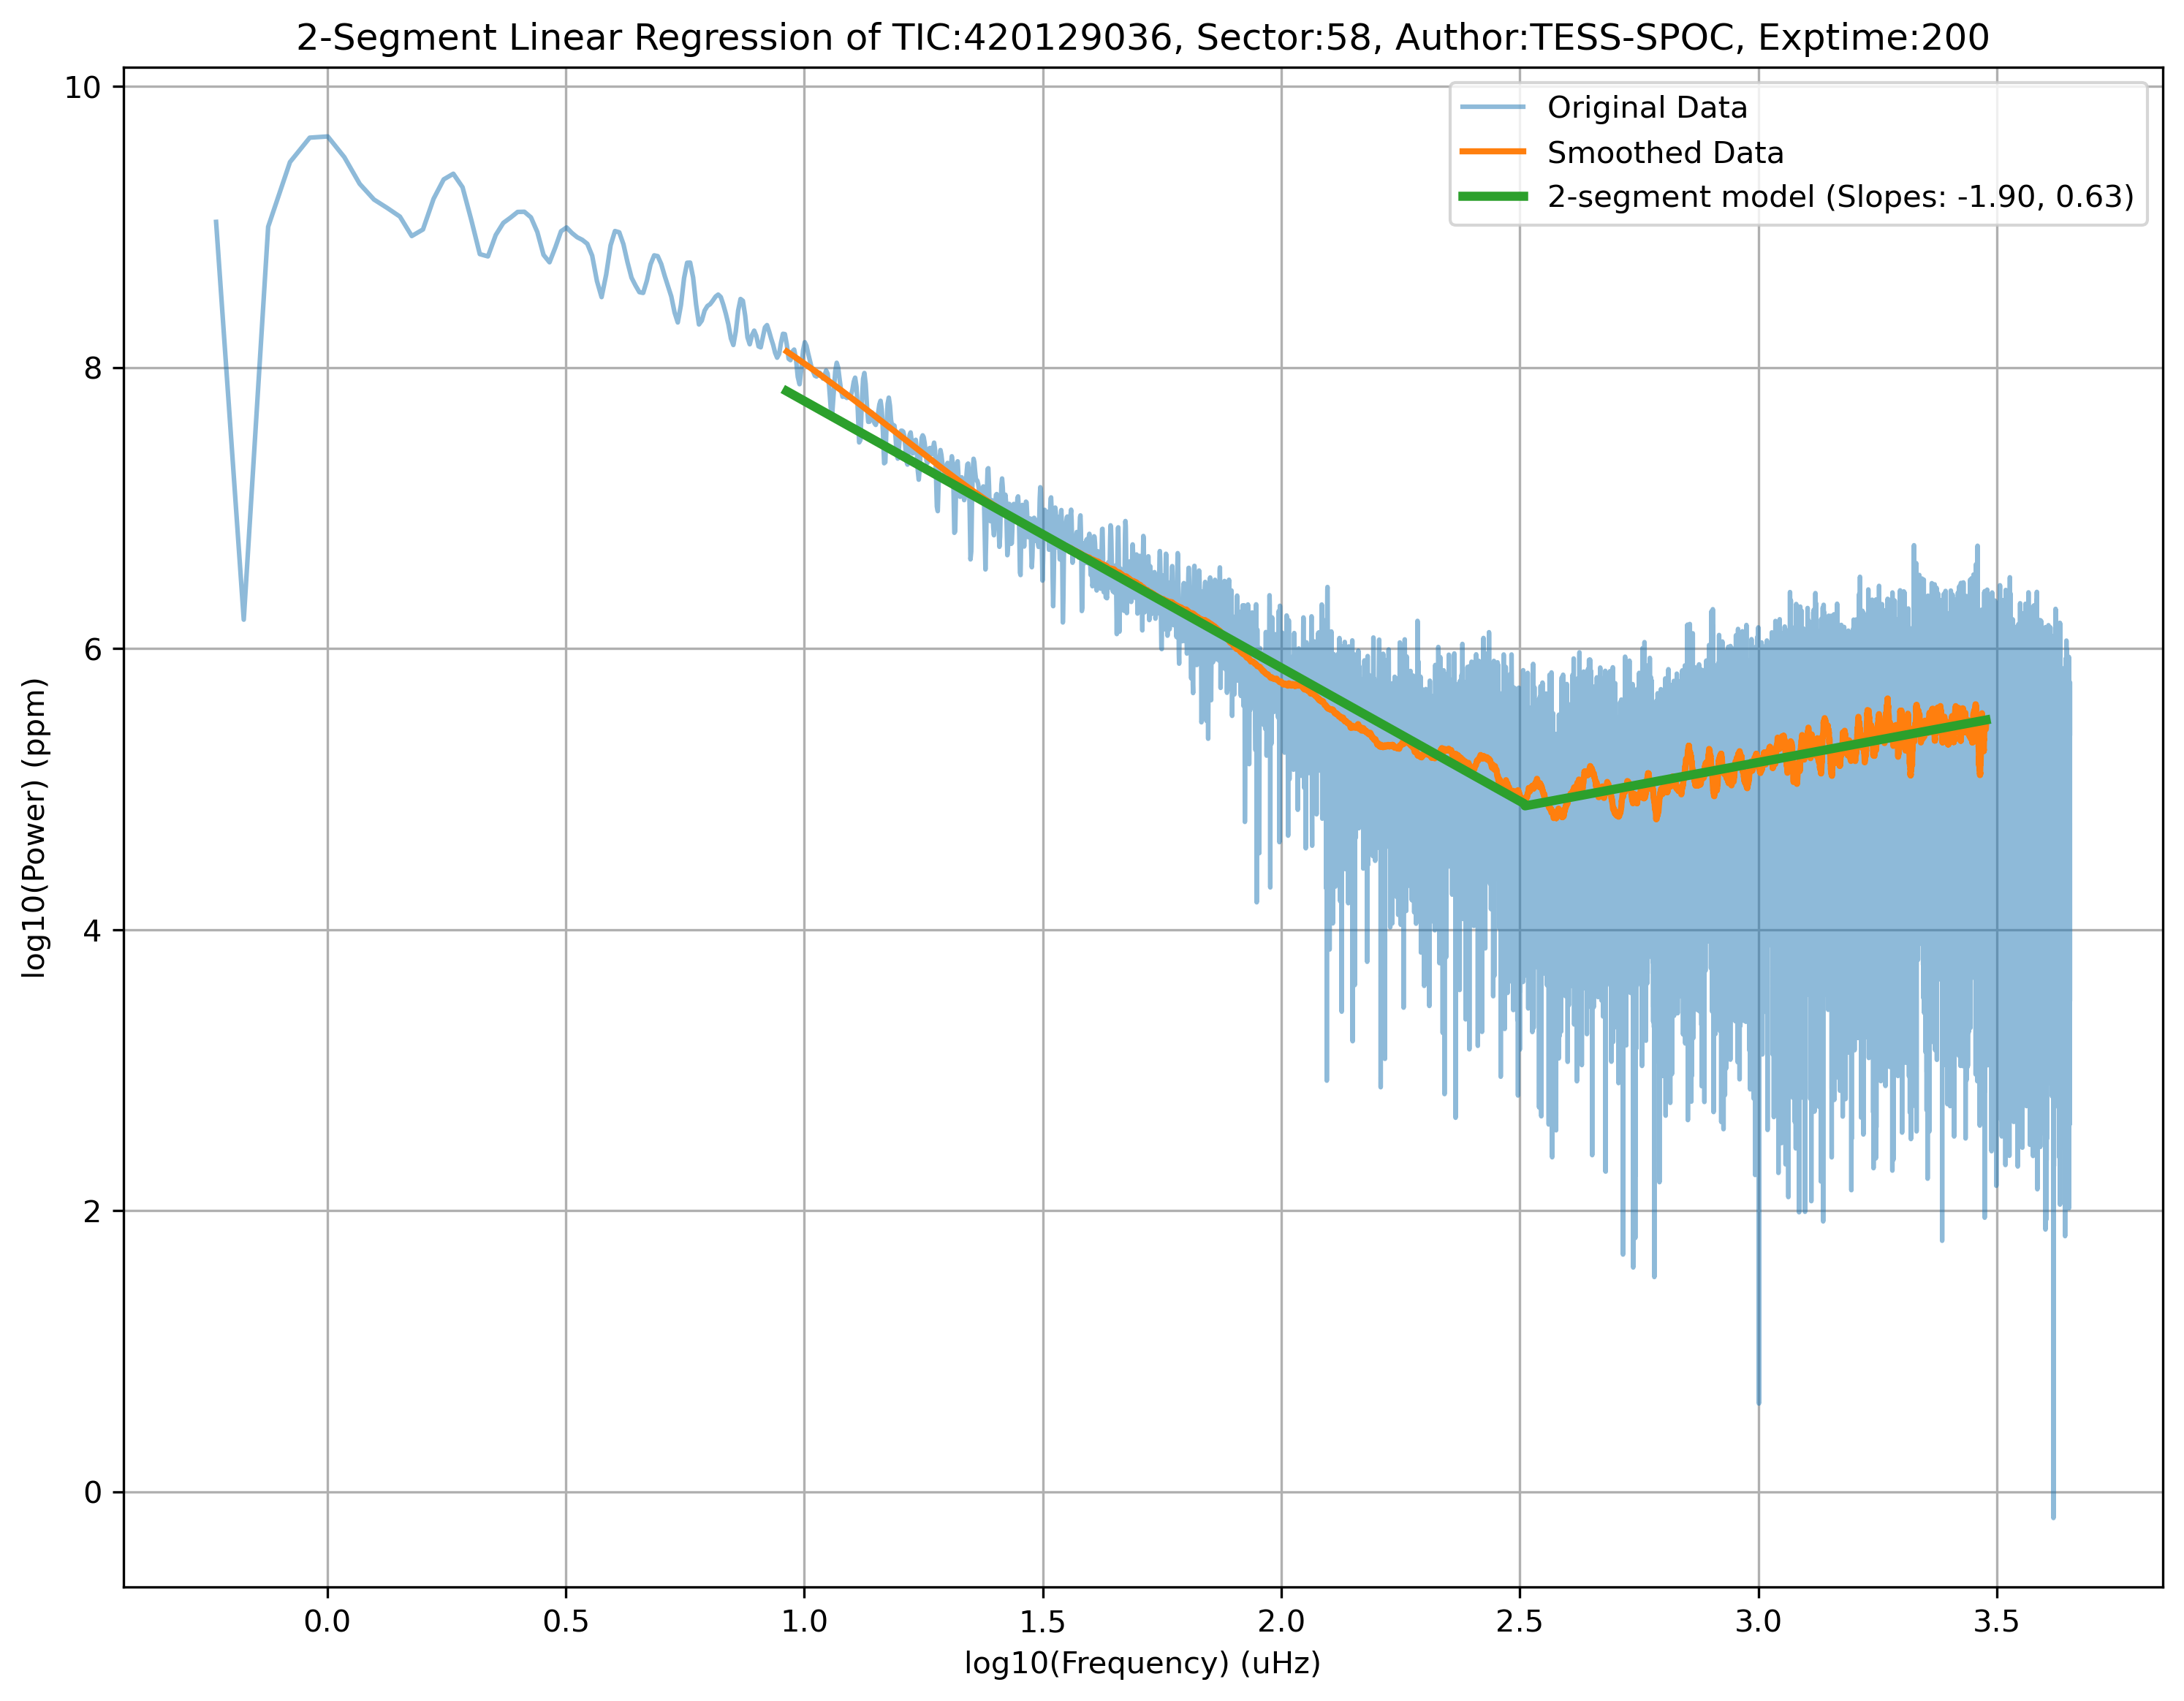 2-Segment Linear Regression of TIC:420129036, Sector:58, Author:TESS-SPOC, Exptime:200
Original Data
Smoothed Data
2-segment model (Slopes: -1.90, 0.63)
log10(Power) (ppm)
10
8
6
4
2
0
0.0 0.5 1.0 1.5 2.0 2.5 3.0 3.5
log10(Frequency) (uHz)